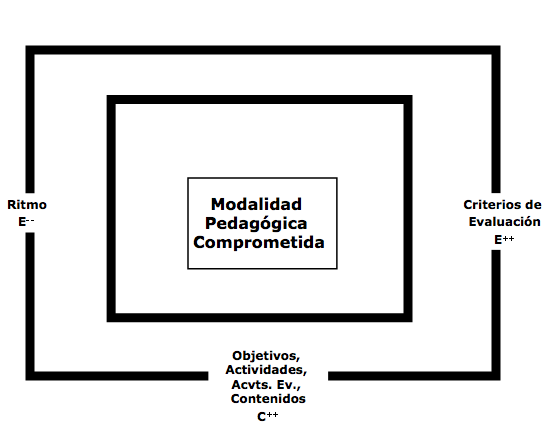 Modalidad
Pedagógica
Comprometida
Ritmo
E--
Criterios de
Evaluación
E++
Objetivos,
Actividades,
Acvts. Ev.,
Contenidos
C++